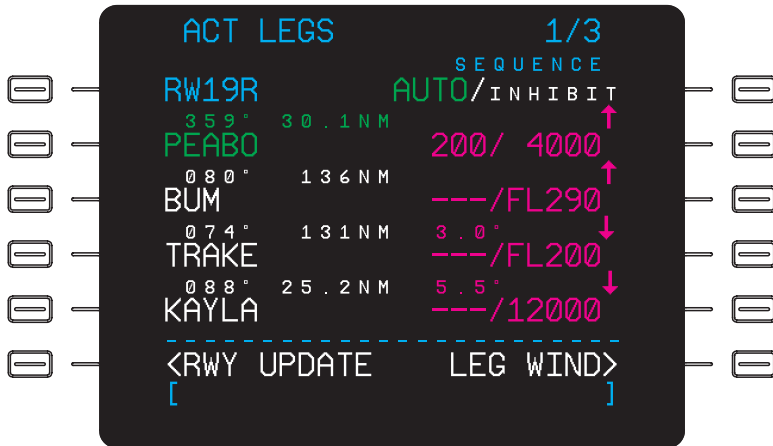 ACT LEGS 1/3
SEQUENCE
RW19R AUTO/INHIBIT
359° 30.1NM ↑
PEABO 200/ 4000
080° 136NM ↑
BUM ---/FL290
074° 131NM 3.0° ↓
TRAKE ---/FL200
088° 25.2NM 5.5° ↓
KAYLA ---/12000
------------------------
<RWY UPDATE LEG WIND>
[ ]